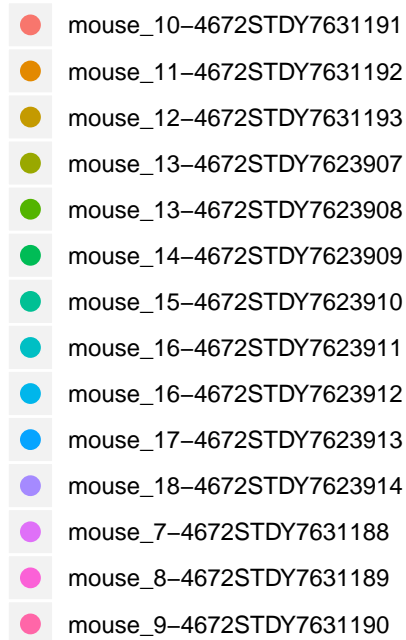 mouse_10−4672STDY7631191
mouse_11−4672STDY7631192
mouse_12−4672STDY7631193
mouse_13−4672STDY7623907
mouse_13−4672STDY7623908
mouse_14−4672STDY7623909
mouse_15−4672STDY7623910
mouse_16−4672STDY7623911
mouse_16−4672STDY7623912
mouse_17−4672STDY7623913
mouse_18−4672STDY7623914
mouse_7−4672STDY7631188
mouse_8−4672STDY7631189
mouse_9−4672STDY7631190